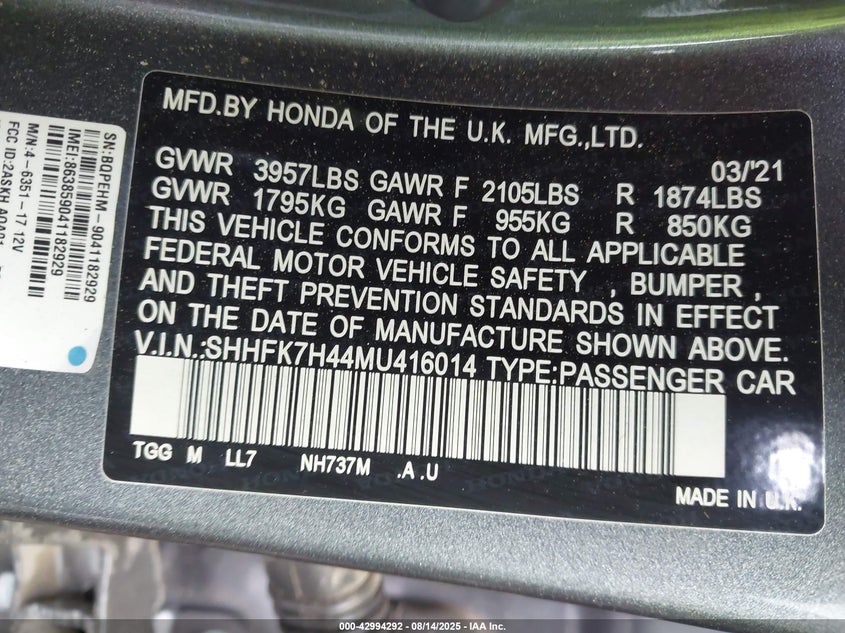 MFD.BY HONDA OF THE U.K. MFG.,LTD.
03/'21
GVWR 3957LBS GAWR F 2105LBS R 1874LBS
GVWR 1795KG GAWR F 955KG R 850KG
THIS VEHICLE CONFORMS TO ALL APPLICABLE
FEDERAL MOTOR VEHICLE SAFETY , BUMPER ,
AND THEFT PREVENTION STANDARDS IN EFFECT
ON THE DATE OF MANUFACTURE SHOWN ABOVE.
V.I.N.:SHHFK7H44MU416014 TYPE:PASSENGER CAR
TGG M LL7 NH737M .A .U
MADE IN U.K.
SN:BQPEHM-9041182929
IMEI:863859041182929
M/N:4-6351-17 12V
FCC ID:2ASKH
000-42994292 - 08/14/2025 - IAA Inc.